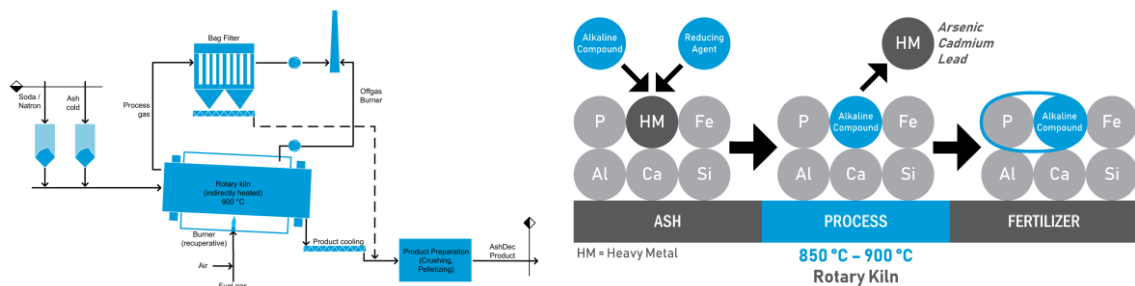 Bag Filter
Soda /
Natron
Ash
cold
Process
gas
Offgas
Burner
Rotary kiln
(indirectly heated)
900 °C
Burner
(recuperative)
Product cooling
Air
Fuel gas
Product Preparation
(Crushing,
Pelletizing)
AshDec
Product
Alkaline
Compound
Reducing
Agent
HM
Arsenic
Cadmium
Lead
P
HM
Fe
Al
Ca
Si
P
Alkaline
Compound
Fe
Al
Ca
Si
P
Alkaline
Compound
Fe
Al
Ca
Si
ASH
PROCESS
FERTILIZER
HM = Heavy Metal
850 °C – 900 °C
Rotary Kiln